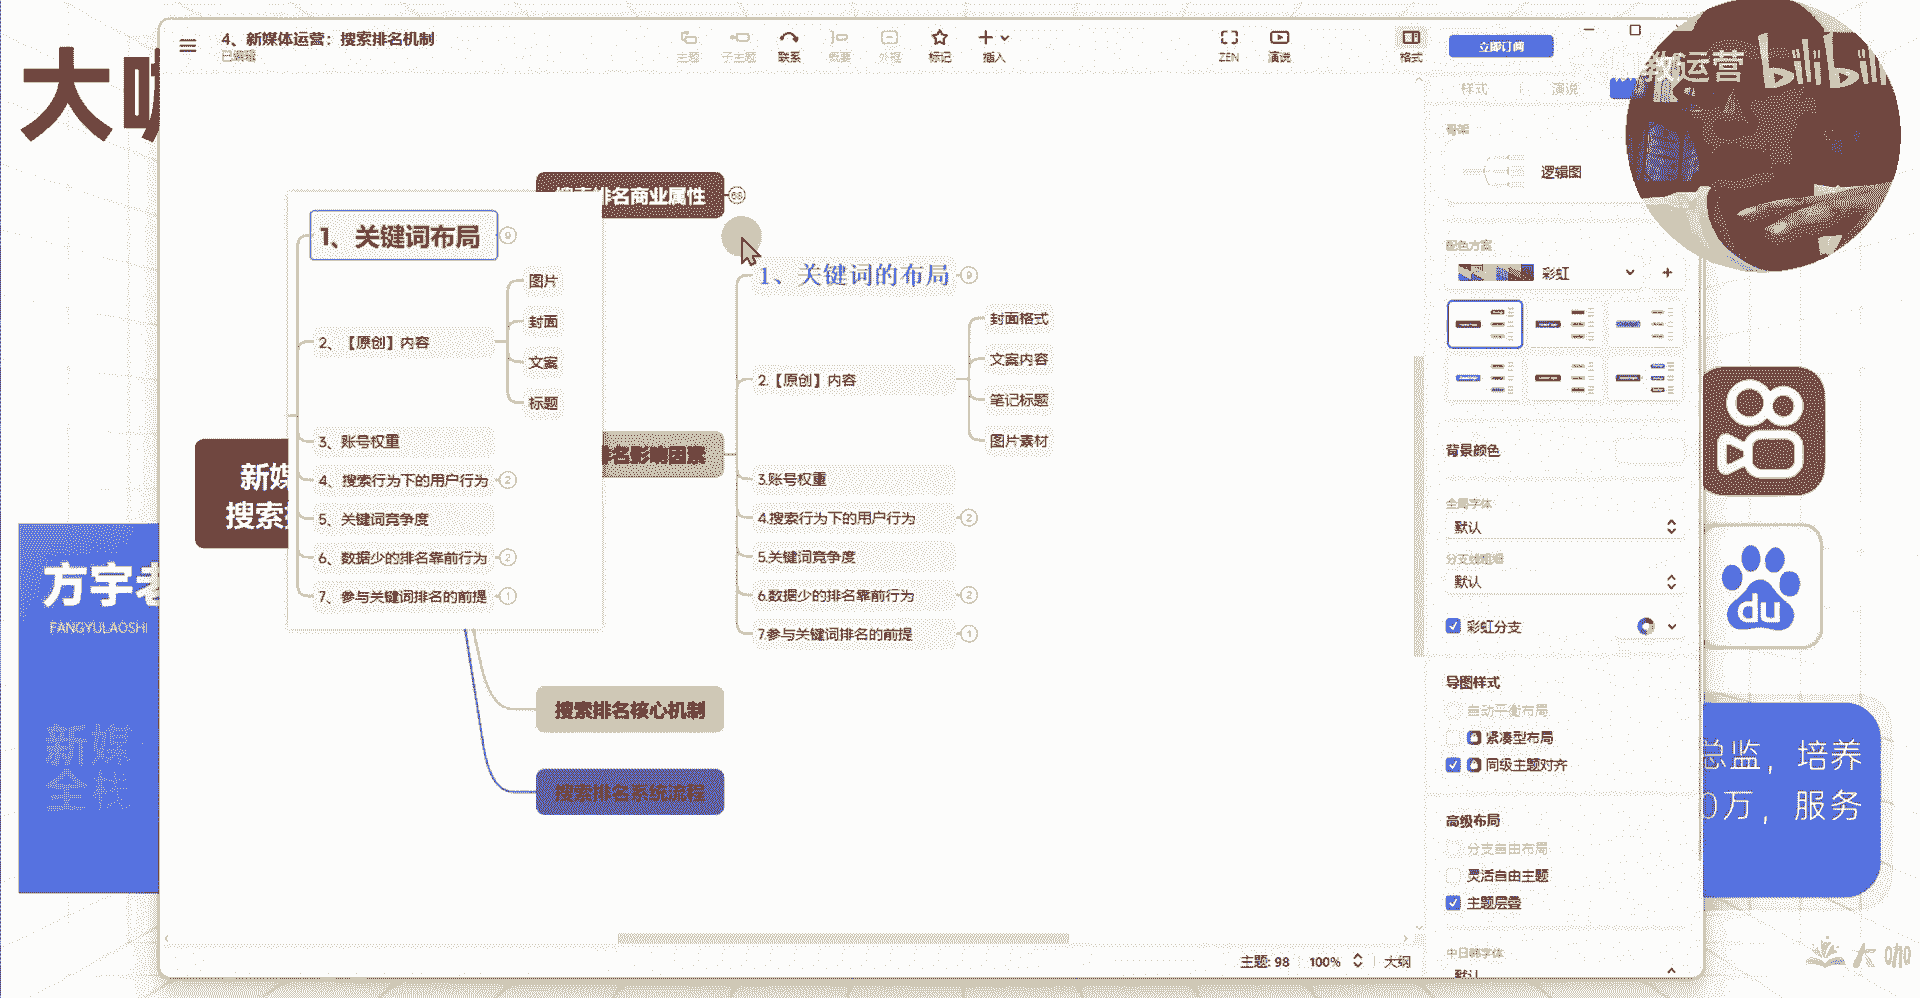 大咖
4、新媒体运营：搜索排名机制
已编辑
主题
子主题
联系
概要
外框
标记
插入
ZEN
演说
格式
立即订阅
教运营
bilibili
样式
演说
骨架
逻辑图
配色方案
彩虹
背景颜色
全局字体
默认
分支线粗细
默认
彩虹分支
导图样式
自动平衡布局
紧凑型布局
同级主题对齐
高级布局
分支自由布局
灵活自由主题
主题层叠
中日韩字体
默认
搜索排名商业属性
68
1、关键词布局
9
2、【原创】内容
图片
封面
文案
标题
3、账号权重
4、搜索行为下的用户行为
2
5、关键词竞争度
6、数据少的排名靠前行为
2
7、参与关键词排名的前提
1
新媒
搜索
排名影响因素
1、关键词的布局
9
2.【原创】内容
封面格式
文案内容
笔记标题
图片素材
3.账号权重
4.搜索行为下的用户行为
2
5.关键词竞争度
6.数据少的排名靠前行为
2
7.参与关键词排名的前提
1
搜索排名核心机制
搜索排名系统流程
主题: 98
100%
大纲
方宇老
FANGYULAOSHI
新媒
全栈
du
总监，培养
0万，服务
大咖